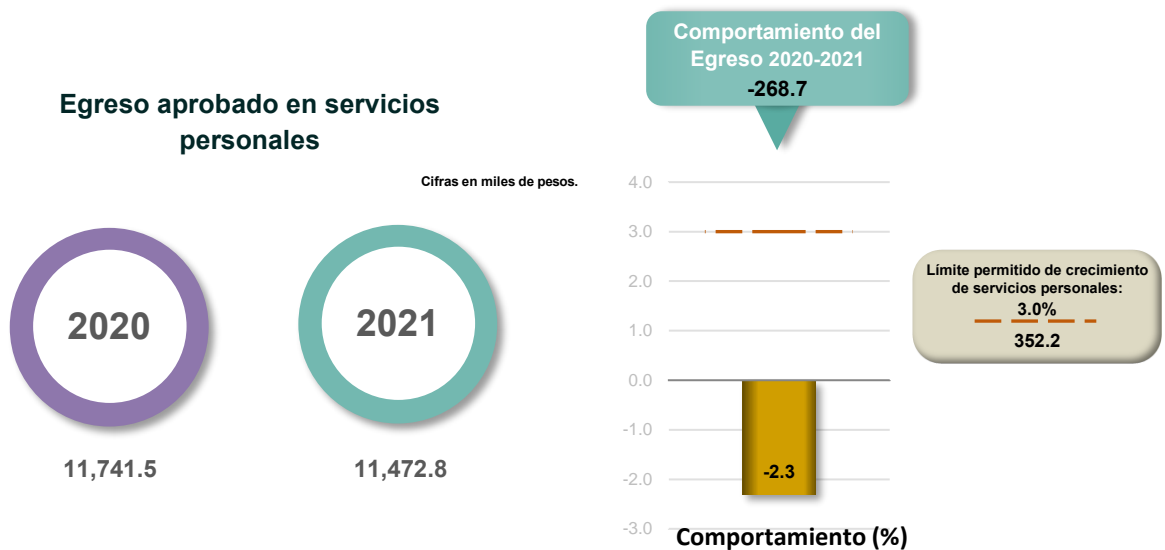 Egreso aprobado en servicios
personales
Cifras en miles de pesos.
2020
2021
11,741.5
11,472.8
Comportamiento del
Egreso 2020-2021
-268.7
4.0
3.0
2.0
1.0
0.0
-1.0
-2.0
-3.0
-2.3
Comportamiento (%)
Límite permitido de crecimiento
de servicios personales:
3.0%
352.2